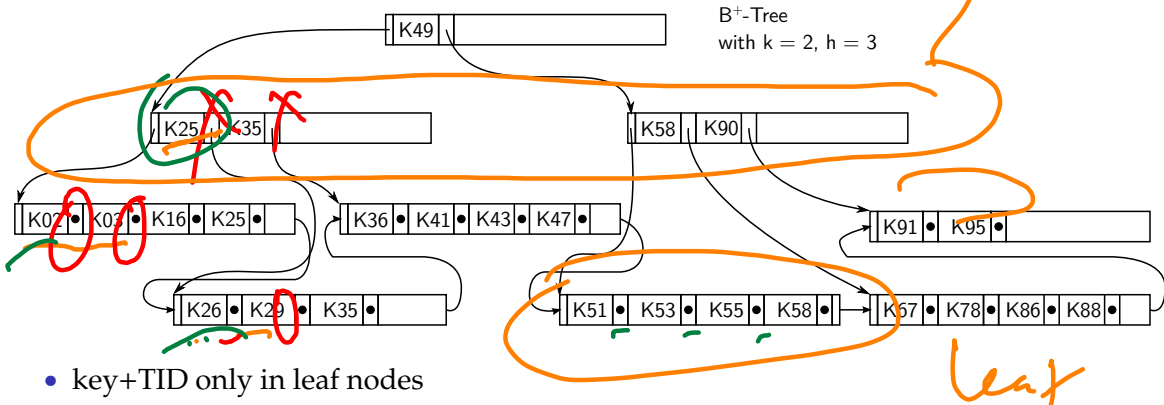 B⁺-Tree
with k = 2, h = 3
K49
K25 K35
K58 K90
K02 K03 K16 K25
K36 K41 K43 K47
K91 K95
K26 K29 K35
K51 K53 K55 K58
K67 K78 K86 K88
• key+TID only in leaf nodes
leaf